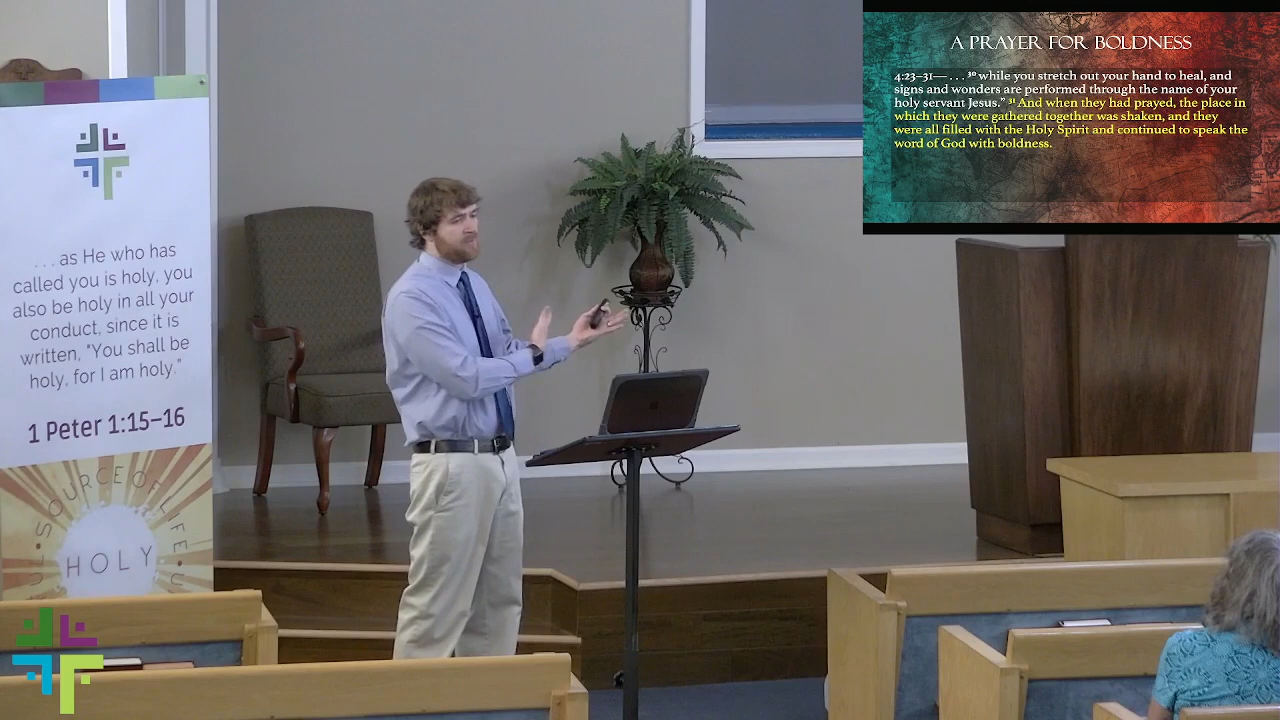 . . . as He who has
called you is holy, you
also be holy in all your
conduct, since it is
written, "You shall be
holy, for I am holy."
1 Peter 1:15–16
SOURCE OF LIFE
HOLY
A PRAYER FOR BOLDNESS
4:23–31— . . . 30 while you stretch out your hand to heal, and
signs and wonders are performed through the name of your
holy servant Jesus." 31 And when they had prayed, the place in
which they were gathered together was shaken, and they
were all filled with the Holy Spirit and continued to speak the
word of God with boldness.